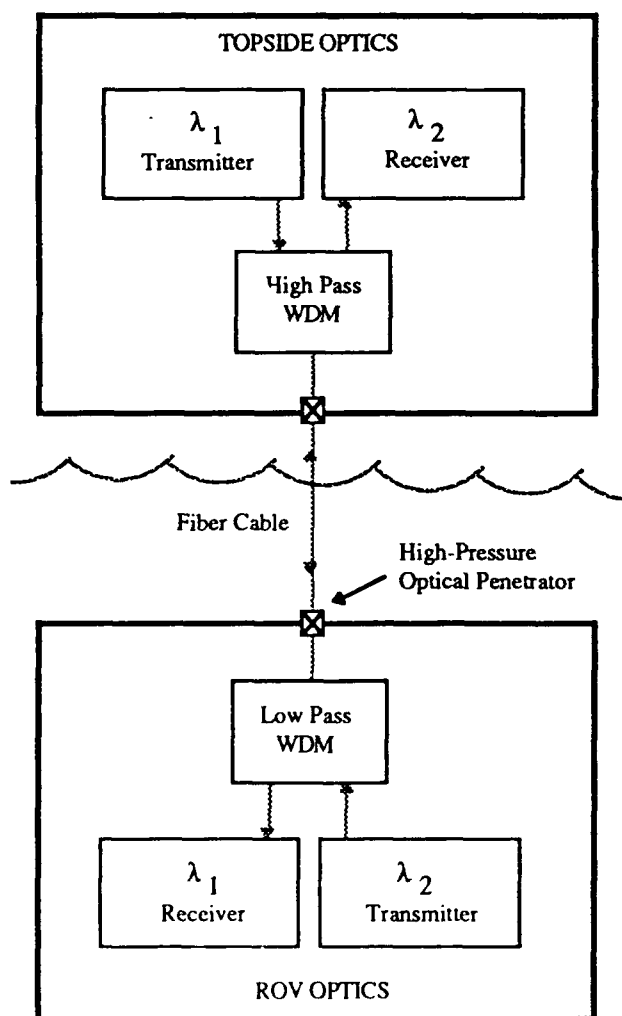 TOPSIDE OPTICS
λ 1
Transmitter
λ 2
Receiver
High Pass
WDM
Fiber Cable
High-Pressure
Optical Penetrator
Low Pass
WDM
λ 1
Receiver
λ 2
Transmitter
ROV OPTICS